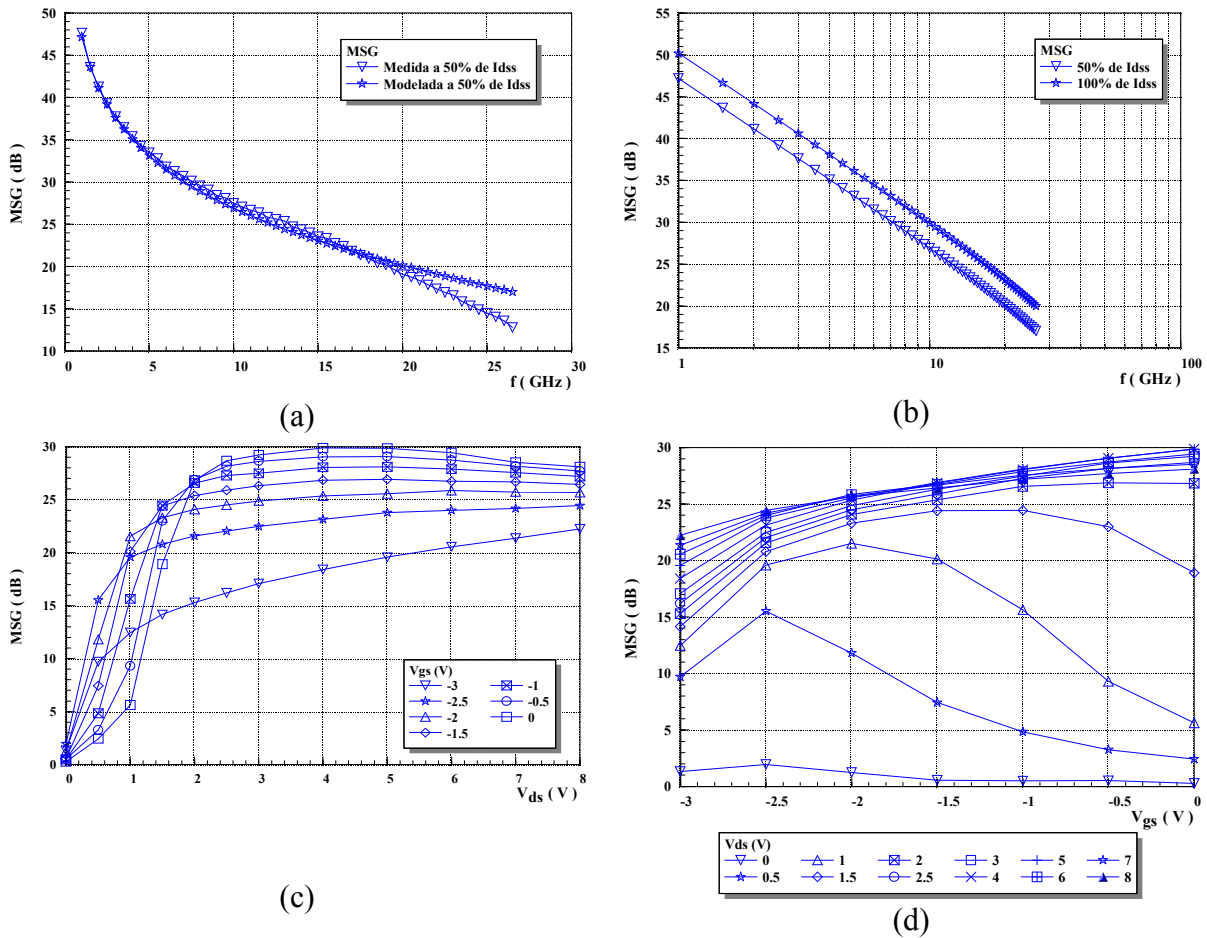 50
45
40
35
30
25
20
15
10
MSG ( dB )
0 5 10 15 20 25 30
f ( GHz )
MSG
Medida a 50% de Idss
Modelada a 50% de Idss
(a)
55
50
45
40
35
30
25
20
15
MSG ( dB )
1 10 100
f ( GHz )
MSG
50% de Idss
100% de Idss
(b)
30
25
20
15
10
5
0
MSG ( dB )
0 1 2 3 4 5 6 7 8
Vds ( V )
Vgs (V)
-3 -1
-2.5 -0.5
-2 0
-1.5
(c)
30
25
20
15
10
5
0
MSG ( dB )
-3 -2.5 -2 -1.5 -1 -0.5 0
Vgs ( V )
Vds (V)
0 1 2 3 5 7
0.5 1.5 2.5 4 6 8
(d)